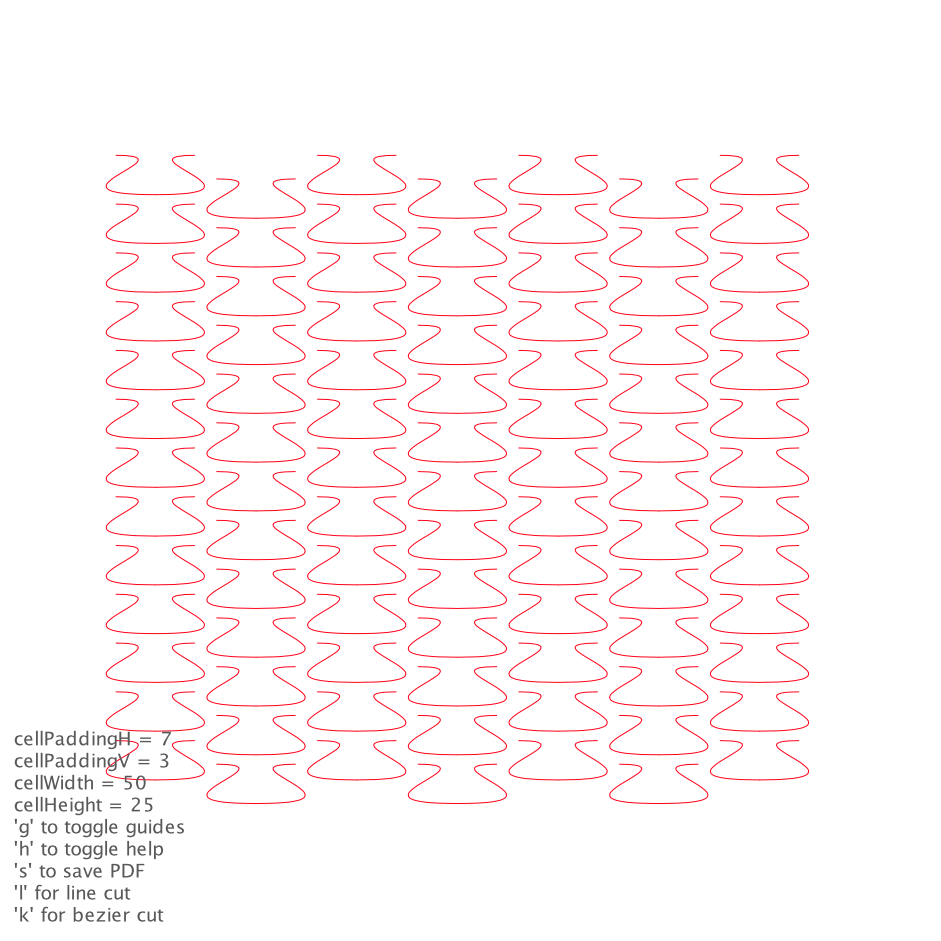 cellPaddingH = 7
cellPaddingV = 3
cellWidth = 50
cellHeight = 25
'g' to toggle guides
'h' to toggle help
's' to save PDF
'l' for line cut
'k' for bezier cut